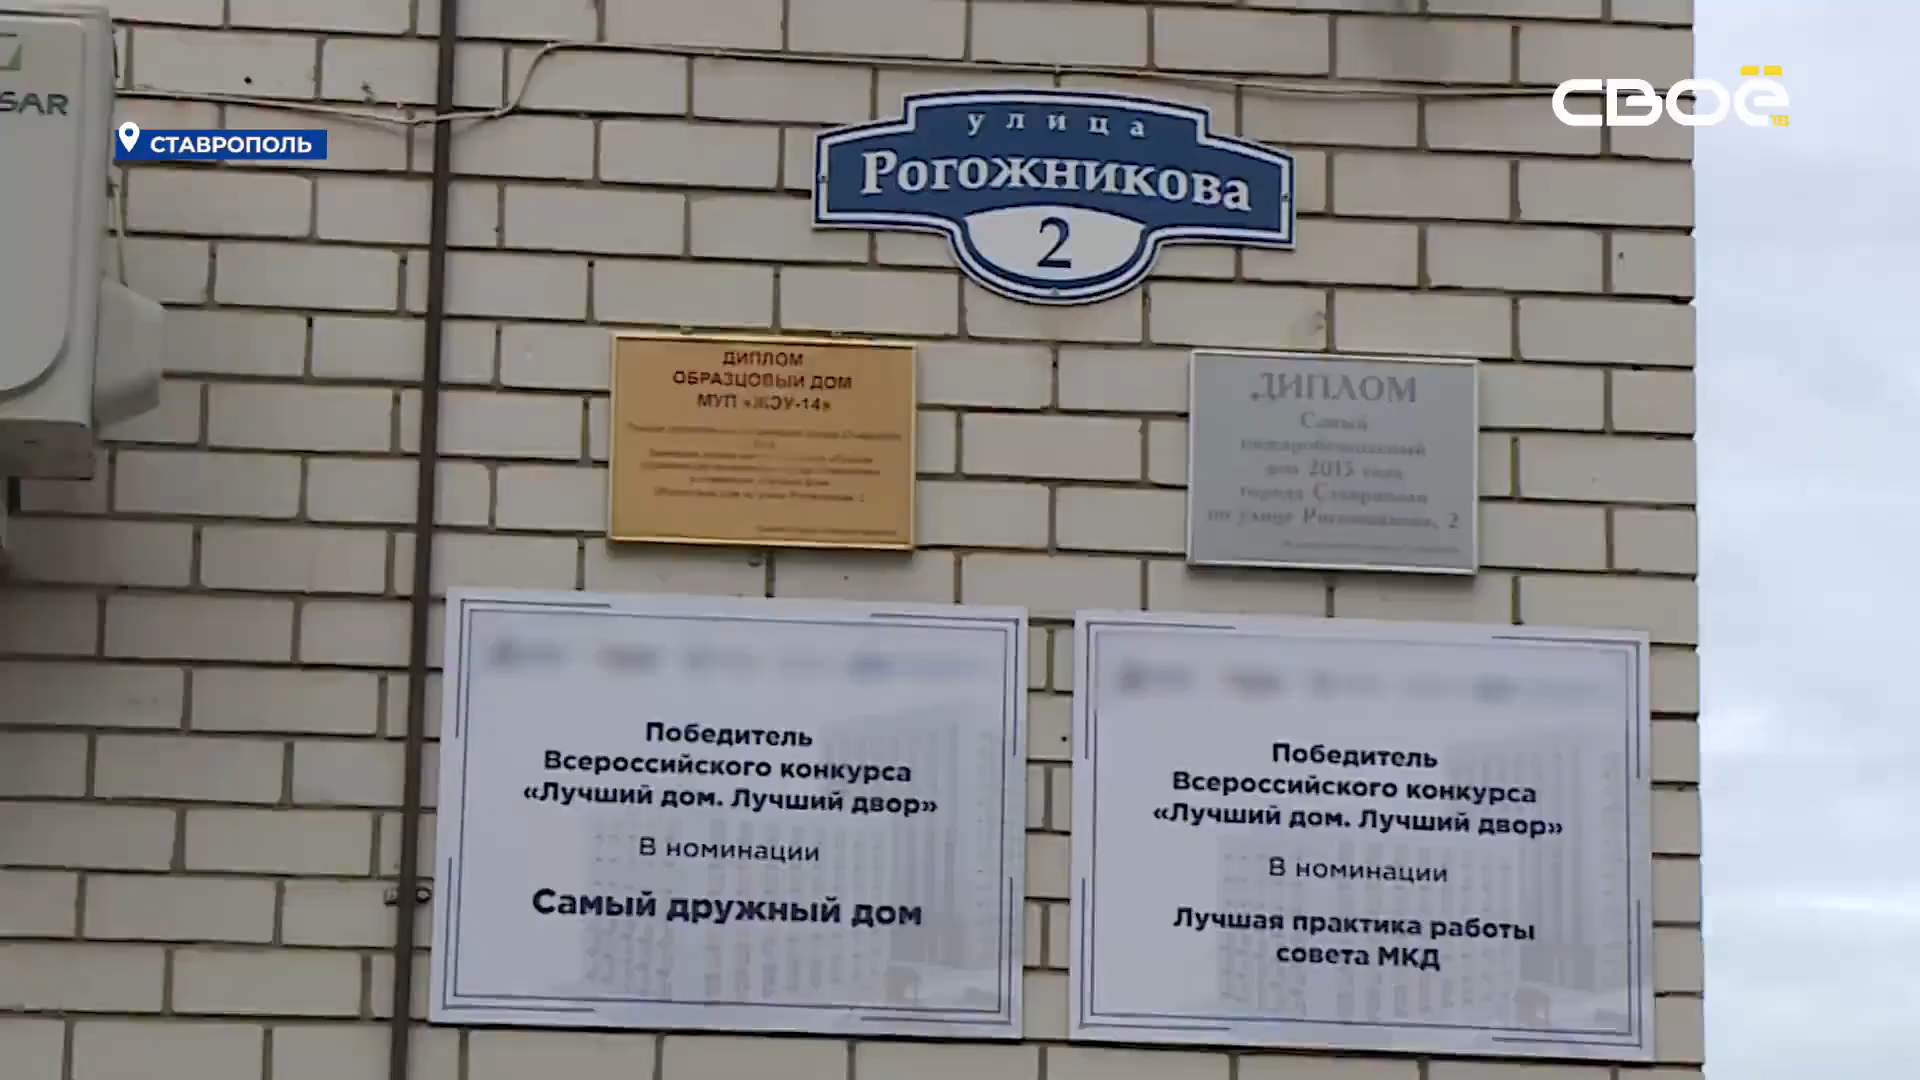 SAR
СТАВРОПОЛЬ
СВОЁ
ТВ
улица
Рогожникова
2
ДИПЛОМ
ОБРАЗЦОВЫЙ ДОМ
МУП «ЖЭУ-14»
ДИПЛОМ
Самый
пожаробезопасный
дом 2015 года
города Ставрополя
по улице Рогожникова, 2
Победитель
Всероссийского конкурса
«Лучший дом. Лучший двор»
В номинации
Самый дружный дом
Победитель
Всероссийского конкурса
«Лучший дом. Лучший двор»
В номинации
Лучшая практика работы
совета МКД